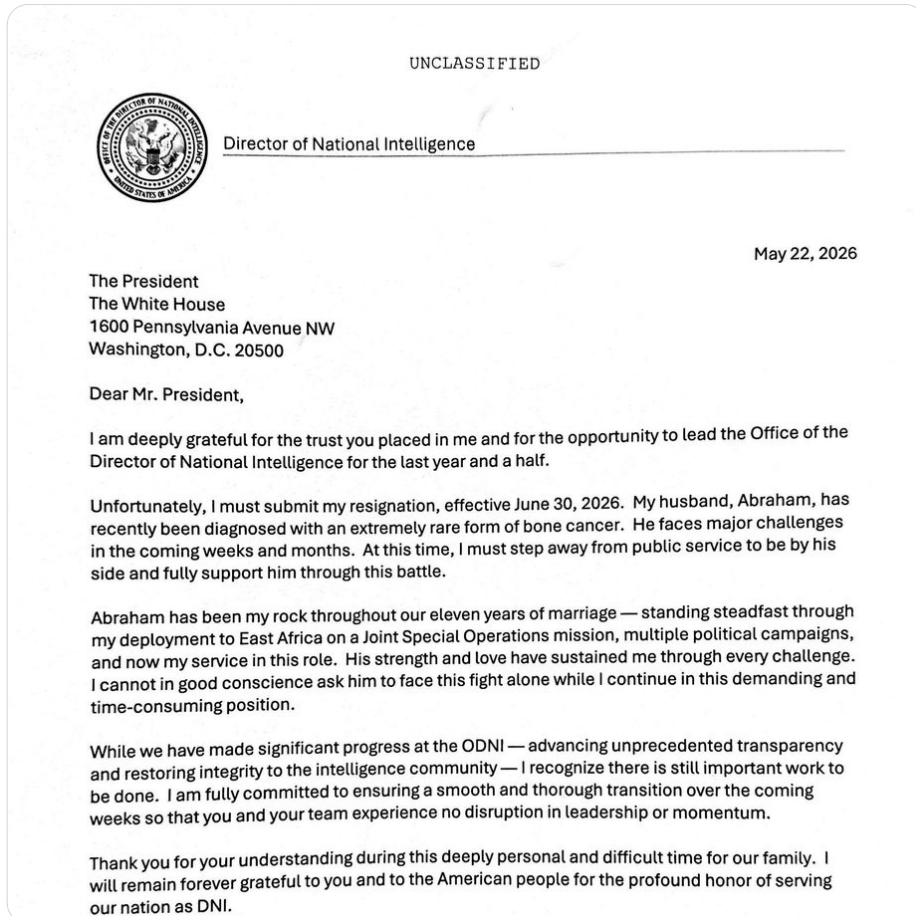 UNCLASSIFIED
OFFICE OF THE DIRECTOR OF NATIONAL INTELLIGENCE
UNITED STATES OF AMERICA
Director of National Intelligence
May 22, 2026
The President
The White House
1600 Pennsylvania Avenue NW
Washington, D.C. 20500
Dear Mr. President,
I am deeply grateful for the trust you placed in me and for the opportunity to lead the Office of the
Director of National Intelligence for the last year and a half.
Unfortunately, I must submit my resignation, effective June 30, 2026.  My husband, Abraham, has
recently been diagnosed with an extremely rare form of bone cancer.  He faces major challenges
in the coming weeks and months.  At this time, I must step away from public service to be by his
side and fully support him through this battle.
Abraham has been my rock throughout our eleven years of marriage — standing steadfast through
my deployment to East Africa on a Joint Special Operations mission, multiple political campaigns,
and now my service in this role.  His strength and love have sustained me through every challenge.
I cannot in good conscience ask him to face this fight alone while I continue in this demanding and
time-consuming position.
While we have made significant progress at the ODNI — advancing unprecedented transparency
and restoring integrity to the intelligence community — I recognize there is still important work to
be done.  I am fully committed to ensuring a smooth and thorough transition over the coming
weeks so that you and your team experience no disruption in leadership or momentum.
Thank you for your understanding during this deeply personal and difficult time for our family.  I
will remain forever grateful to you and to the American people for the profound honor of serving
our nation as DNI.